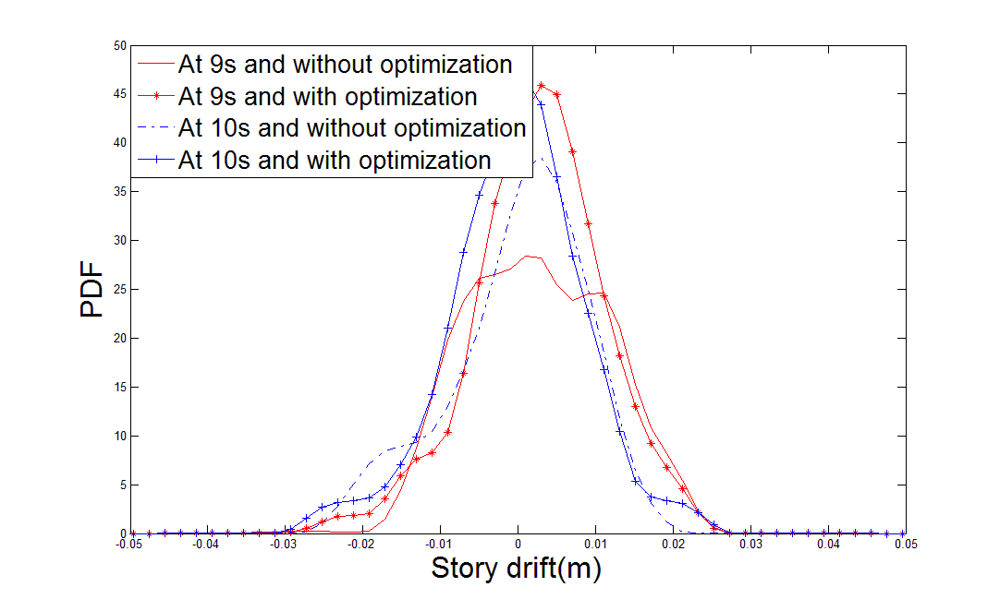 50
At 9s and without optimization
45
At 9s and with optimization
At 10s and without optimization
40
At 10s and with optimization
35
30
PDF
25
20
15
10
5
0
-0.05 -0.04 -0.03 -0.02 -0.01 0 0.01 0.02 0.03 0.04 0.05
Story drift(m)